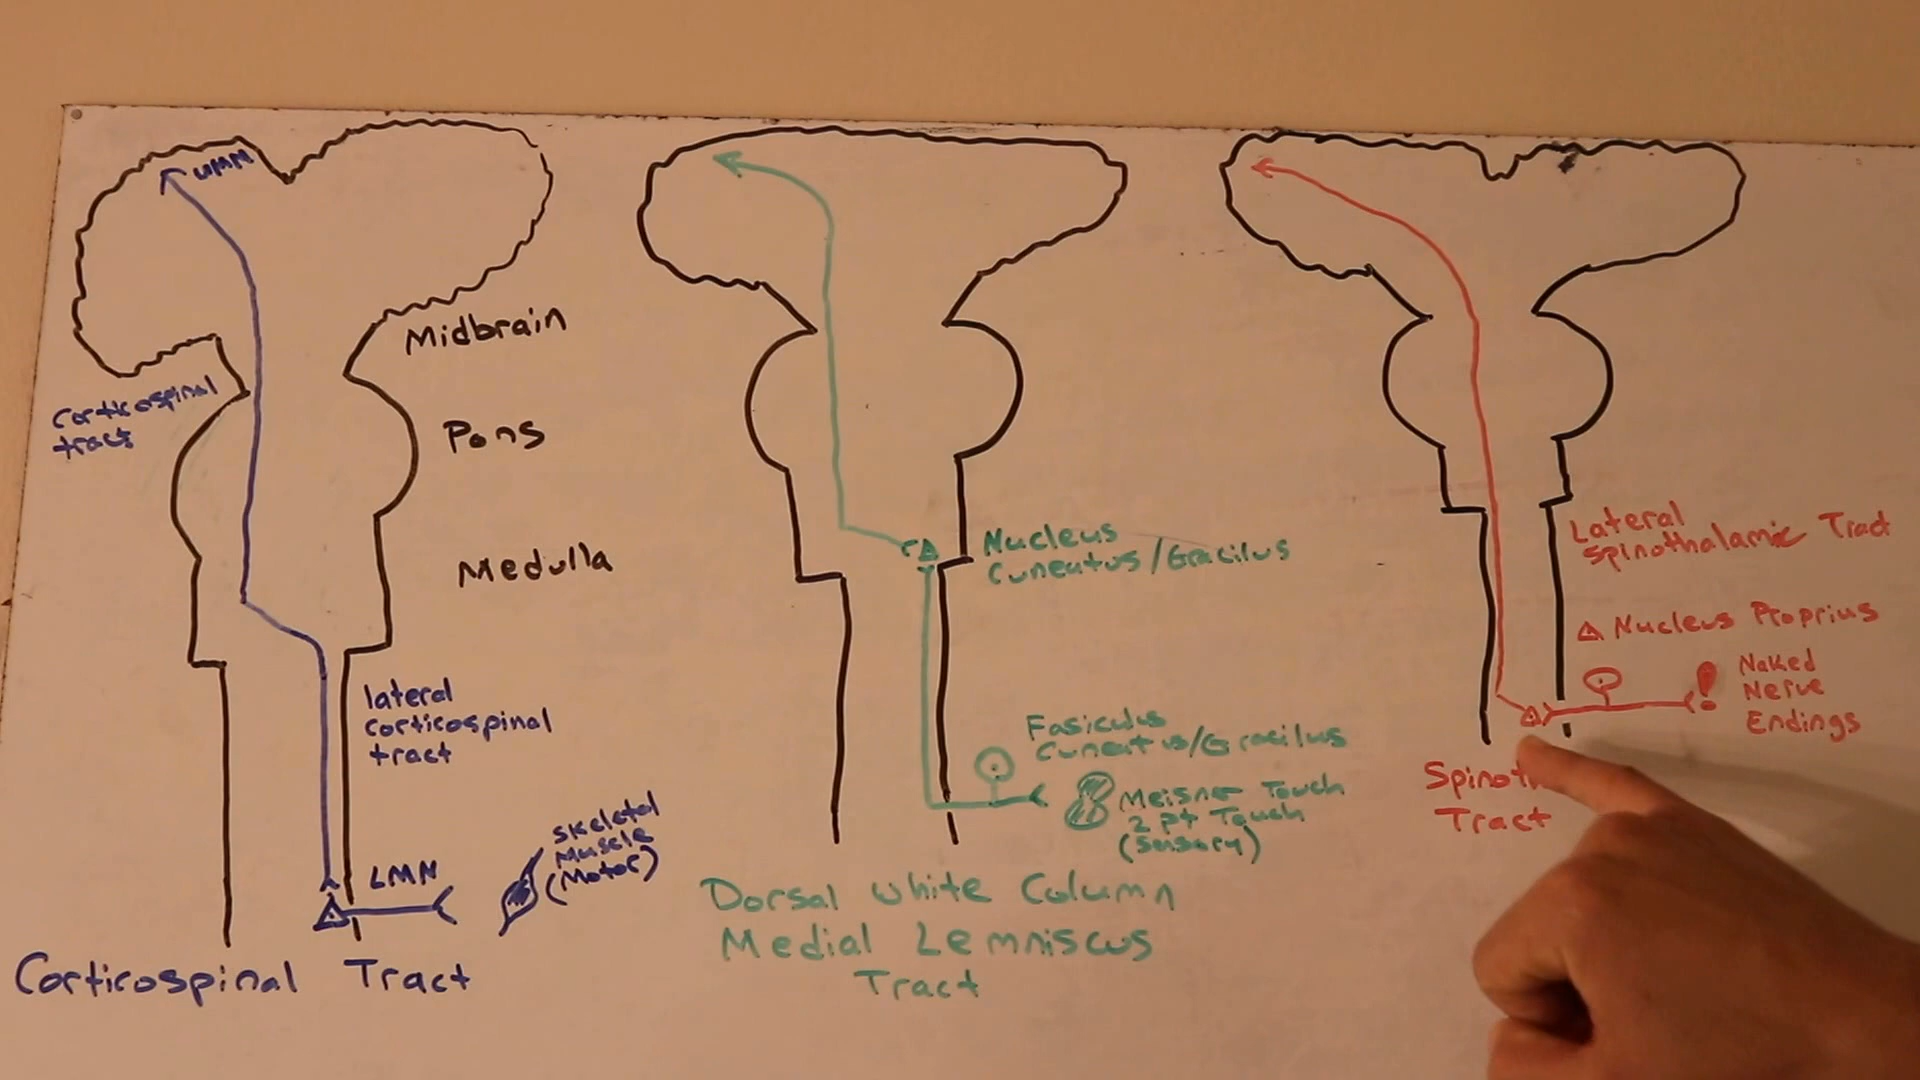 UMN
Midbrain
Corticospinal
tract
Pons
Medulla
lateral
corticospinal
tract
LMN
Skeletal
Muscle
(Motor)
Corticospinal Tract
Nucleus
Cuneatus/Gracilus
Fasiculus
Cuneatus/Gracilus
Meisner Touch
2 pt Touch
(sensory)
Dorsal White Column
Medial Lemniscus
Tract
Lateral
Spinothalamic Tract
Nucleus Proprius
Naked
Nerve
Endings
Tract